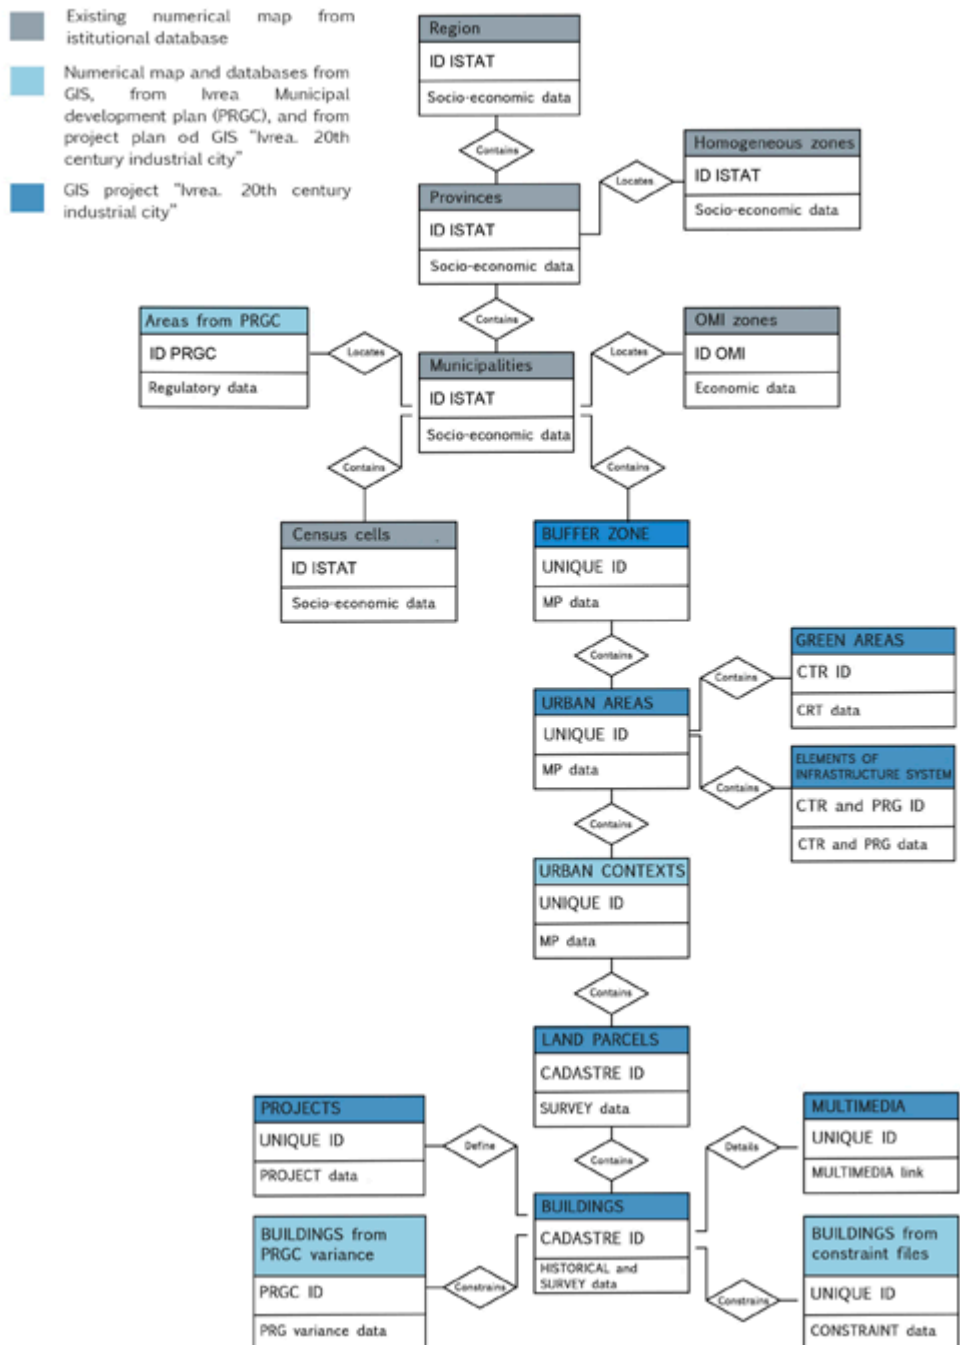 Existing numerical map from
istitutional database
Numerical map and databases from
GIS, from Ivrea Municipal
development plan (PRGC), and from
project plan od GIS "Ivrea. 20th
century industrial city"
GIS project "Ivrea. 20th century
industrial city"
Region
ID ISTAT
Socio-economic data
Contains
Homogeneous zones
ID ISTAT
Socio-economic data
Locates
Provinces
ID ISTAT
Socio-economic data
Contains
Areas from PRGC
ID PRGC
Regulatory data
Locates
Municipalities
ID ISTAT
Socio-economic data
Locates
OMI zones
ID OMI
Economic data
Contains
Contains
Census cells
ID ISTAT
Socio-economic data
BUFFER ZONE
UNIQUE ID
MP data
Contains
URBAN AREAS
UNIQUE ID
MP data
Contains
GREEN AREAS
CTR ID
CRT data
Contains
ELEMENTS OF
INFRASTRUCTURE SYSTEM
CTR and PRG ID
CTR and PRG data
Contains
URBAN CONTEXTS
UNIQUE ID
MP data
Contains
LAND PARCELS
CADASTRE ID
SURVEY data
Contains
PROJECTS
UNIQUE ID
PROJECT data
Define
Details
MULTIMEDIA
UNIQUE ID
MULTIMEDIA link
BUILDINGS
CADASTRE ID
HISTORICAL and
SURVEY data
BUILDINGS from
PRGC variance
PRGC ID
PRG variance data
Constrains
Constrains
BUILDINGS from
constraint files
UNIQUE ID
CONSTRAINT data